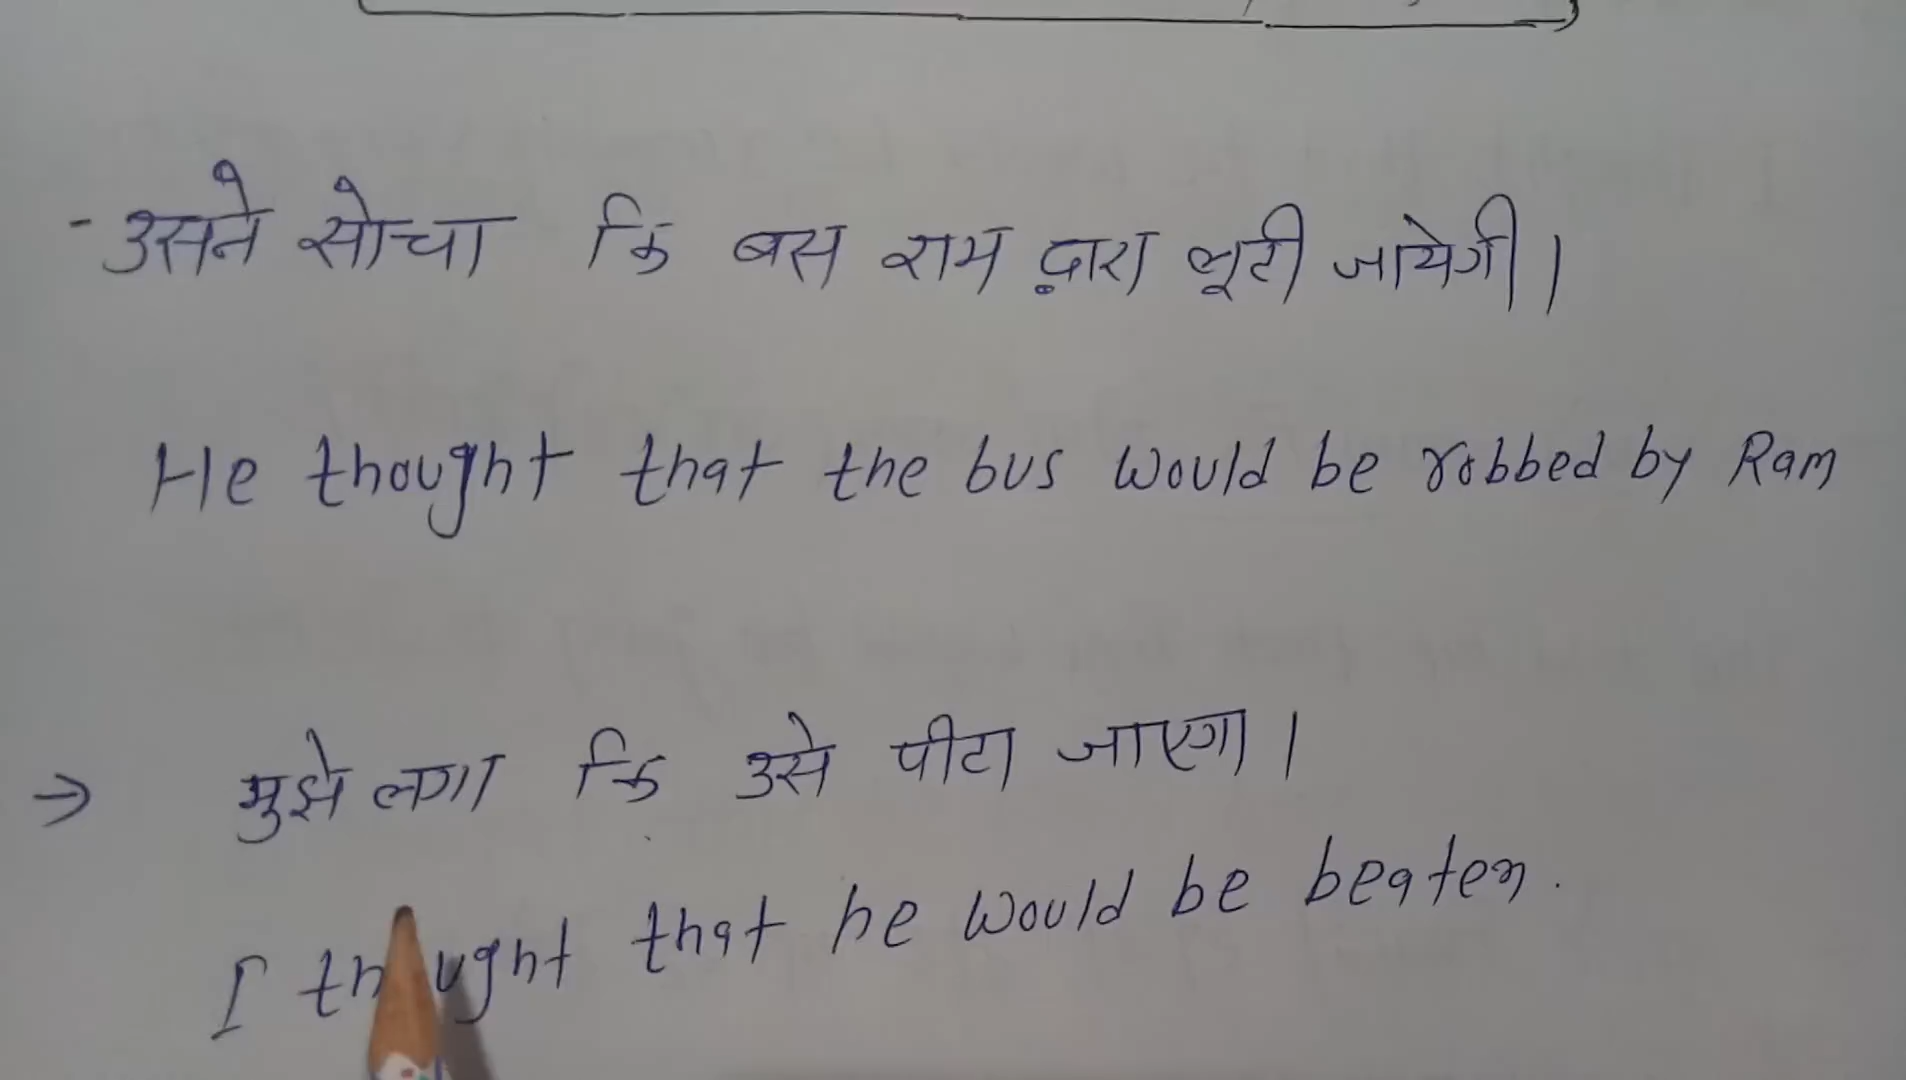 - उसने सोचा कि बस राम द्वारा लूटी जायेगी।
He thought that the bus would be robbed by Ram
→ मुझे लगा कि उसे पीटा जाएगा।
I thought that he would be beaten.